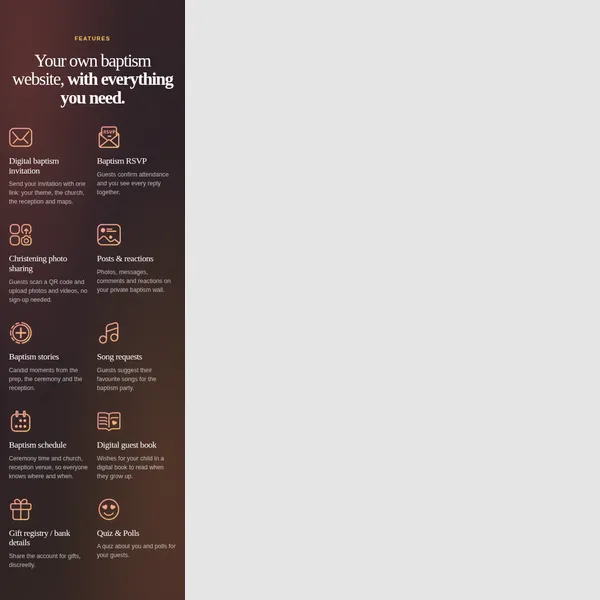 FEATURES
Your own baptism
website, with everything
you need.
Digital baptism
invitation
Send your invitation with one
link: your theme, the church,
the reception and maps.
RSVP
Baptism RSVP
Guests confirm attendance
and you see every reply
together.
Christening photo
sharing
Guests scan a QR code and
upload photos and videos, no
sign-up needed.
Posts & reactions
Photos, messages,
comments and reactions on
your private baptism wall.
Baptism stories
Candid moments from the
prep, the ceremony and the
reception.
Song requests
Guests suggest their
favourite songs for the
baptism party.
Baptism schedule
Ceremony time and church,
reception venue, so everyone
knows where and when.
Digital guest book
Wishes for your child in a
digital book to read when
they grow up.
Gift registry / bank
details
Share the account for gifts,
discreetly.
Quiz & Polls
A quiz about you and polls for
your guests.